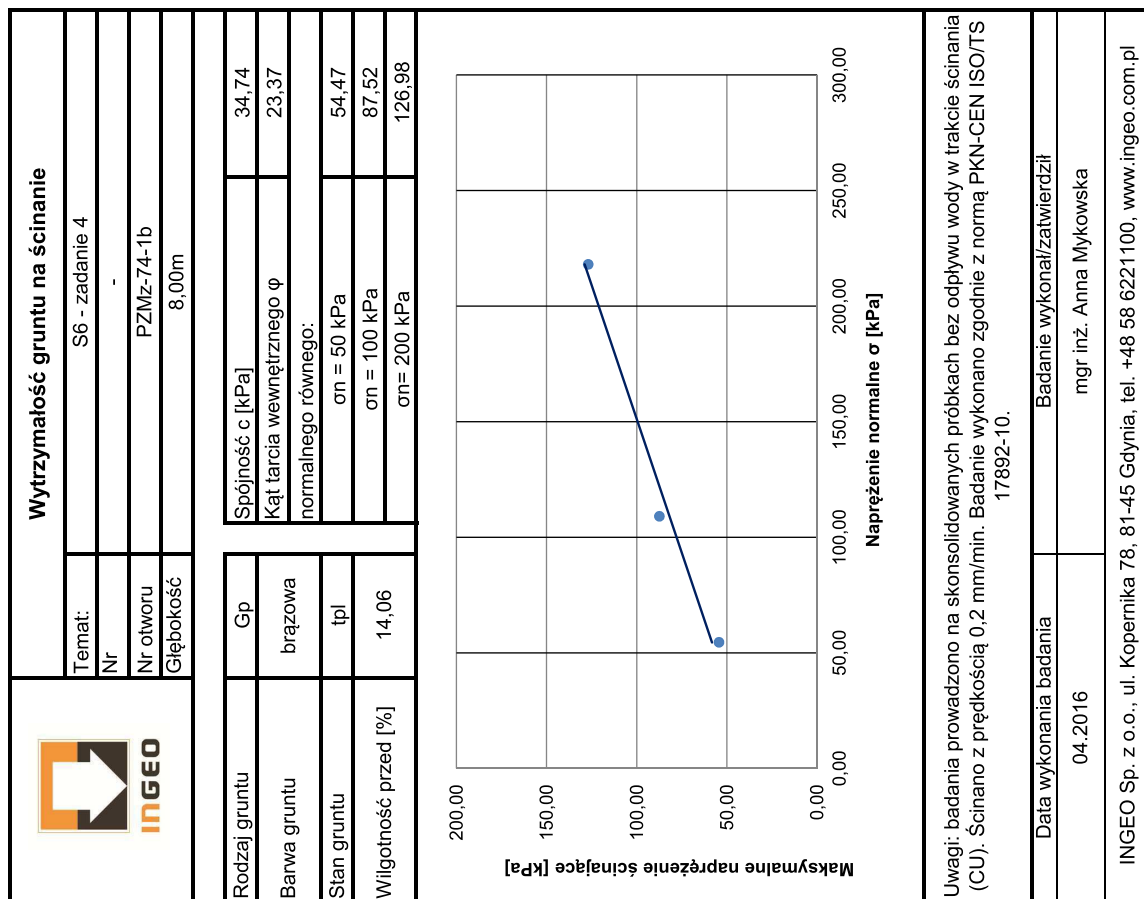 INGEO
Wytrzymałość gruntu na ścinanie
Temat: S6 - zadanie 4
Nr -
Nr otworu PZMz-74-1b
Głębokość 8,00m
Rodzaj gruntu Gp
Barwa gruntu brązowa
Stan gruntu tpl
Wilgotność przed [%] 14,06
Spójność c [kPa] 34,74
Kąt tarcia wewnętrznego φ 23,37
normalnego równego:
σn = 50 kPa 54,47
σn = 100 kPa 87,52
σn= 200 kPa 126,98
Maksymalne naprężenie ścinające [kPa]
200,00
150,00
100,00
50,00
0,00
0,00 50,00 100,00 150,00 200,00 250,00 300,00
Naprężenie normalne σ [kPa]
Uwagi: badania prowadzono na skonsolidowanych próbkach bez odpływu wody w trakcie ścinania
(CU). Ścinano z prędkością 0,2 mm/min. Badanie wykonano zgodnie z normą PKN-CEN ISO/TS
17892-10.
Data wykonania badania Badanie wykonał/zatwierdził
04.2016 mgr inż. Anna Mykowska
INGEO Sp. z o.o., ul. Kopernika 78, 81-45 Gdynia, tel. +48 58 6221100, www.ingeo.com.pl